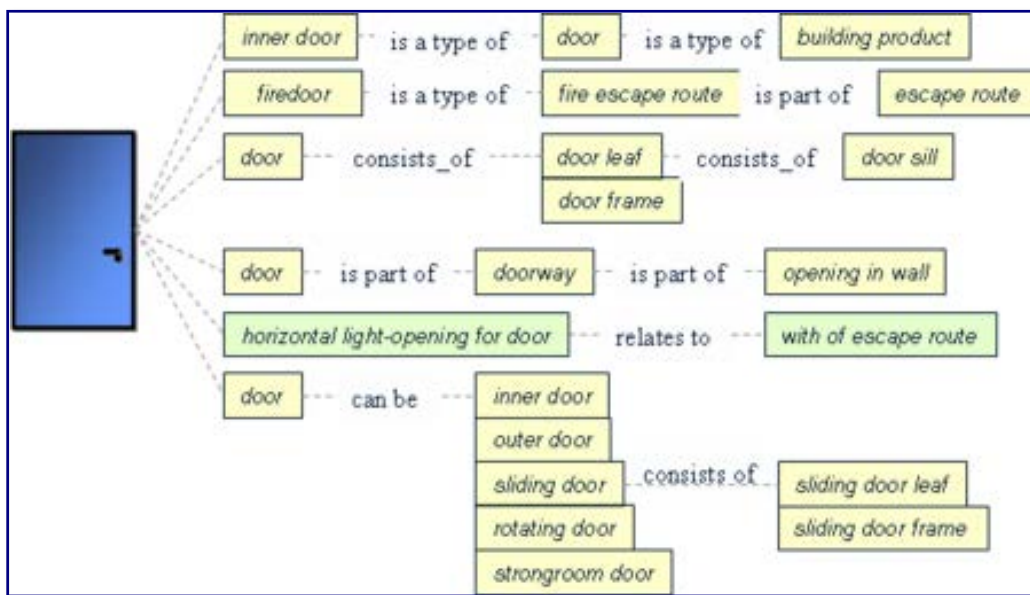 inner door is a type of door is a type of building product
firedoor is a type of fire escape route is part of escape route
door consists_of door leaf consists_of door sill
door frame
door is part of doorway is part of opening in wall
horizontal light-opening for door relates to with of escape route
door can be inner door
outer door
sliding door consists of sliding door leaf
rotating door sliding door frame
strongroom door